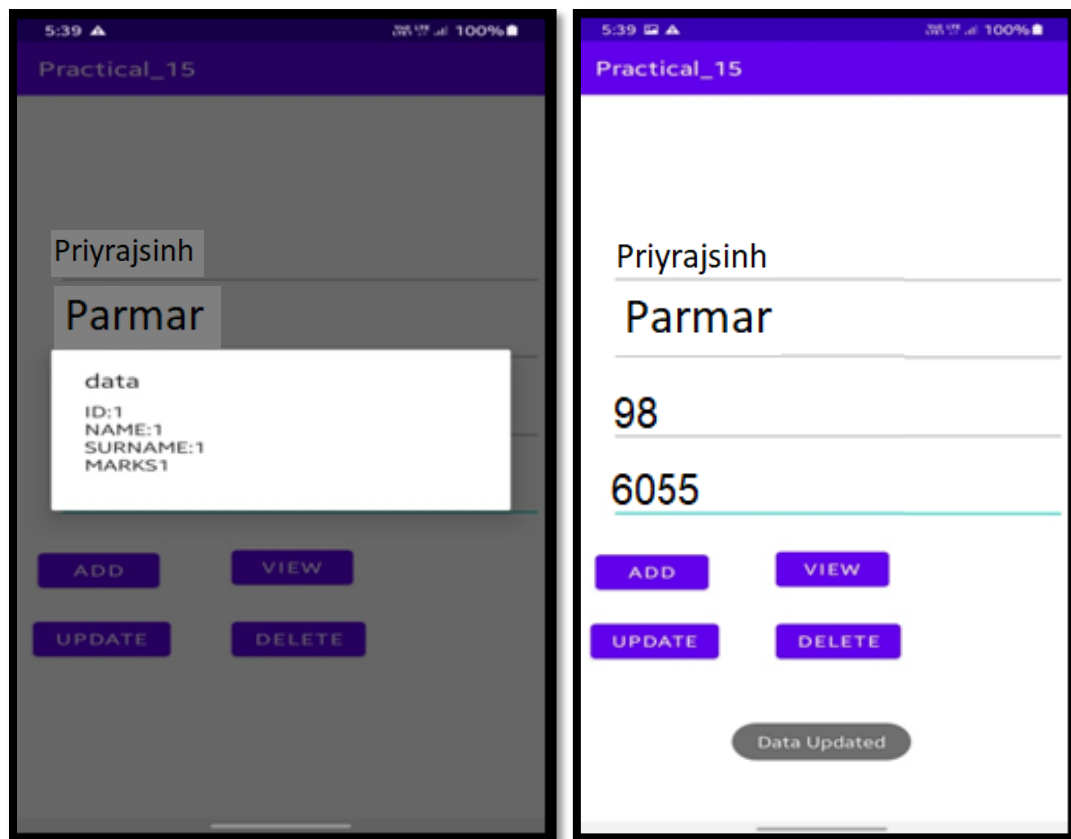 5:39
100%
Practical_15
Priyrajsinh
Parmar
data
ID:1
NAME:1
SURNAME:1
MARKS1
ADD VIEW
UPDATE DELETE
5:39
100%
Practical_15
Priyrajsinh
Parmar
98
6055
ADD VIEW
UPDATE DELETE
Data Updated